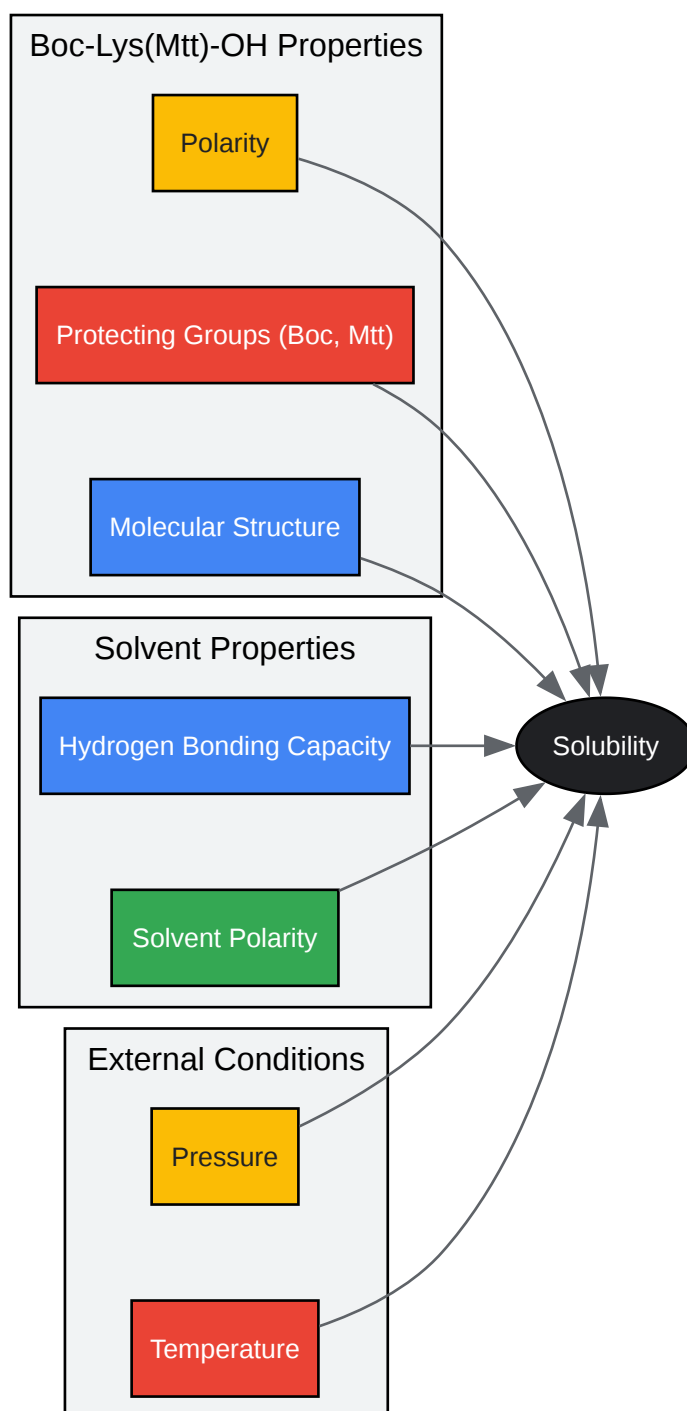 Boc-Lys(Mtt)-OH Properties
Polarity
Protecting Groups (Boc, Mtt)
Molecular Structure
Solvent Properties
Hydrogen Bonding Capacity
Solubility
Solvent Polarity
External Conditions
Pressure
Temperature